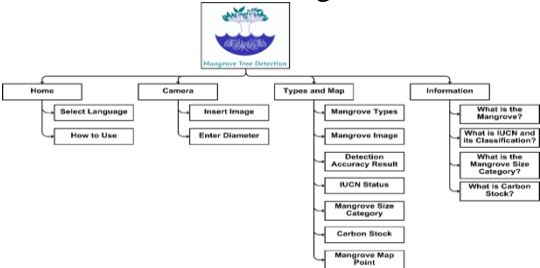 Mangrove Tree Detection
Home
Camera
Types and Map
Information
Select Language
How to Use
Insert Image
Enter Diameter
Mangrove Types
Mangrove Image
Detection
Accuracy Result
IUCN Status
Mangrove Size
Category
Carbon Stock
Mangrove Map
Point
What is the
Mangrove?
What is IUCN and
its Classification?
What is the
Mangrove Size
Category?
What is Carbon
Stock?